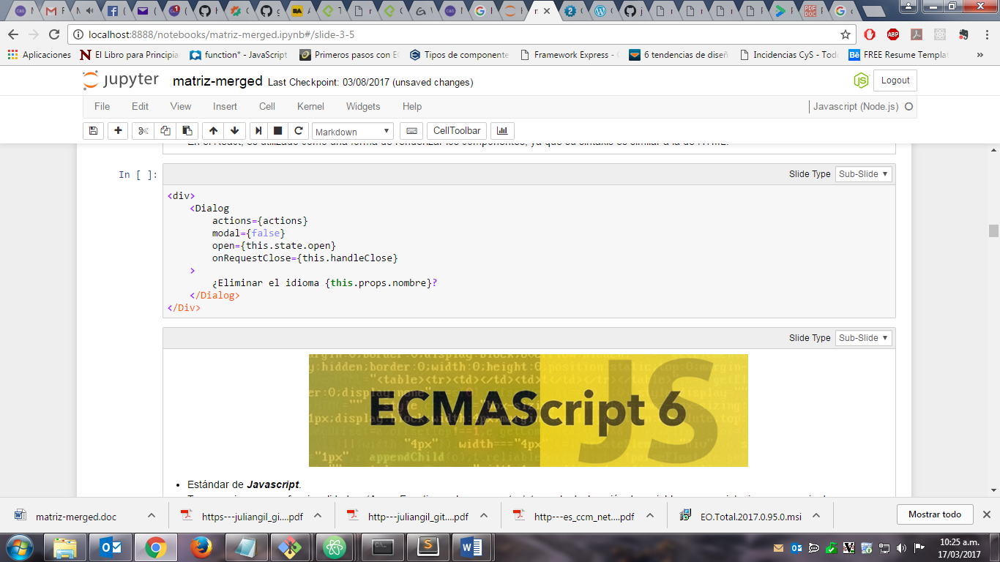 localhost:8888/notebooks/matriz-merged.ipynb#/slide-3-5
Aplicaciones
El Libro para Principia
function* - JavaScript
Primeros pasos con E
Tipos de componente
Framework Express -
6 tendencias de diseñ
Incidencias CyS - Tod
FREE Resume Templat
»
jupyter
matriz-merged Last Checkpoint: 03/08/2017 (unsaved changes)
JS
Logout
File Edit View Insert Cell Kernel Widgets Help
Javascript (Node.js)
Markdown
CellToolbar
En el React, es utilizado como una forma de renderizar los componentes, ya que su sintaxis es similar a la de HTML.
In [ ]:
Slide Type Sub-Slide
<div>
    <Dialog
        actions={actions}
        modal={false}
        open={this.state.open}
        onRequestClose={this.handleClose}
    >
        ¿Eliminar el idioma {this.props.nombre}?
    </Dialog>
</Div>
Slide Type Sub-Slide
ECMAScript 6
JS
• Estándar de Javascript.
matriz-merged.doc
https---juliangil_gi....pdf
http---juliangil_git....pdf
http---es_ccm_net....pdf
EO.Total.2017.0.95.0.msi
Mostrar todo
10:25 a.m.
17/03/2017